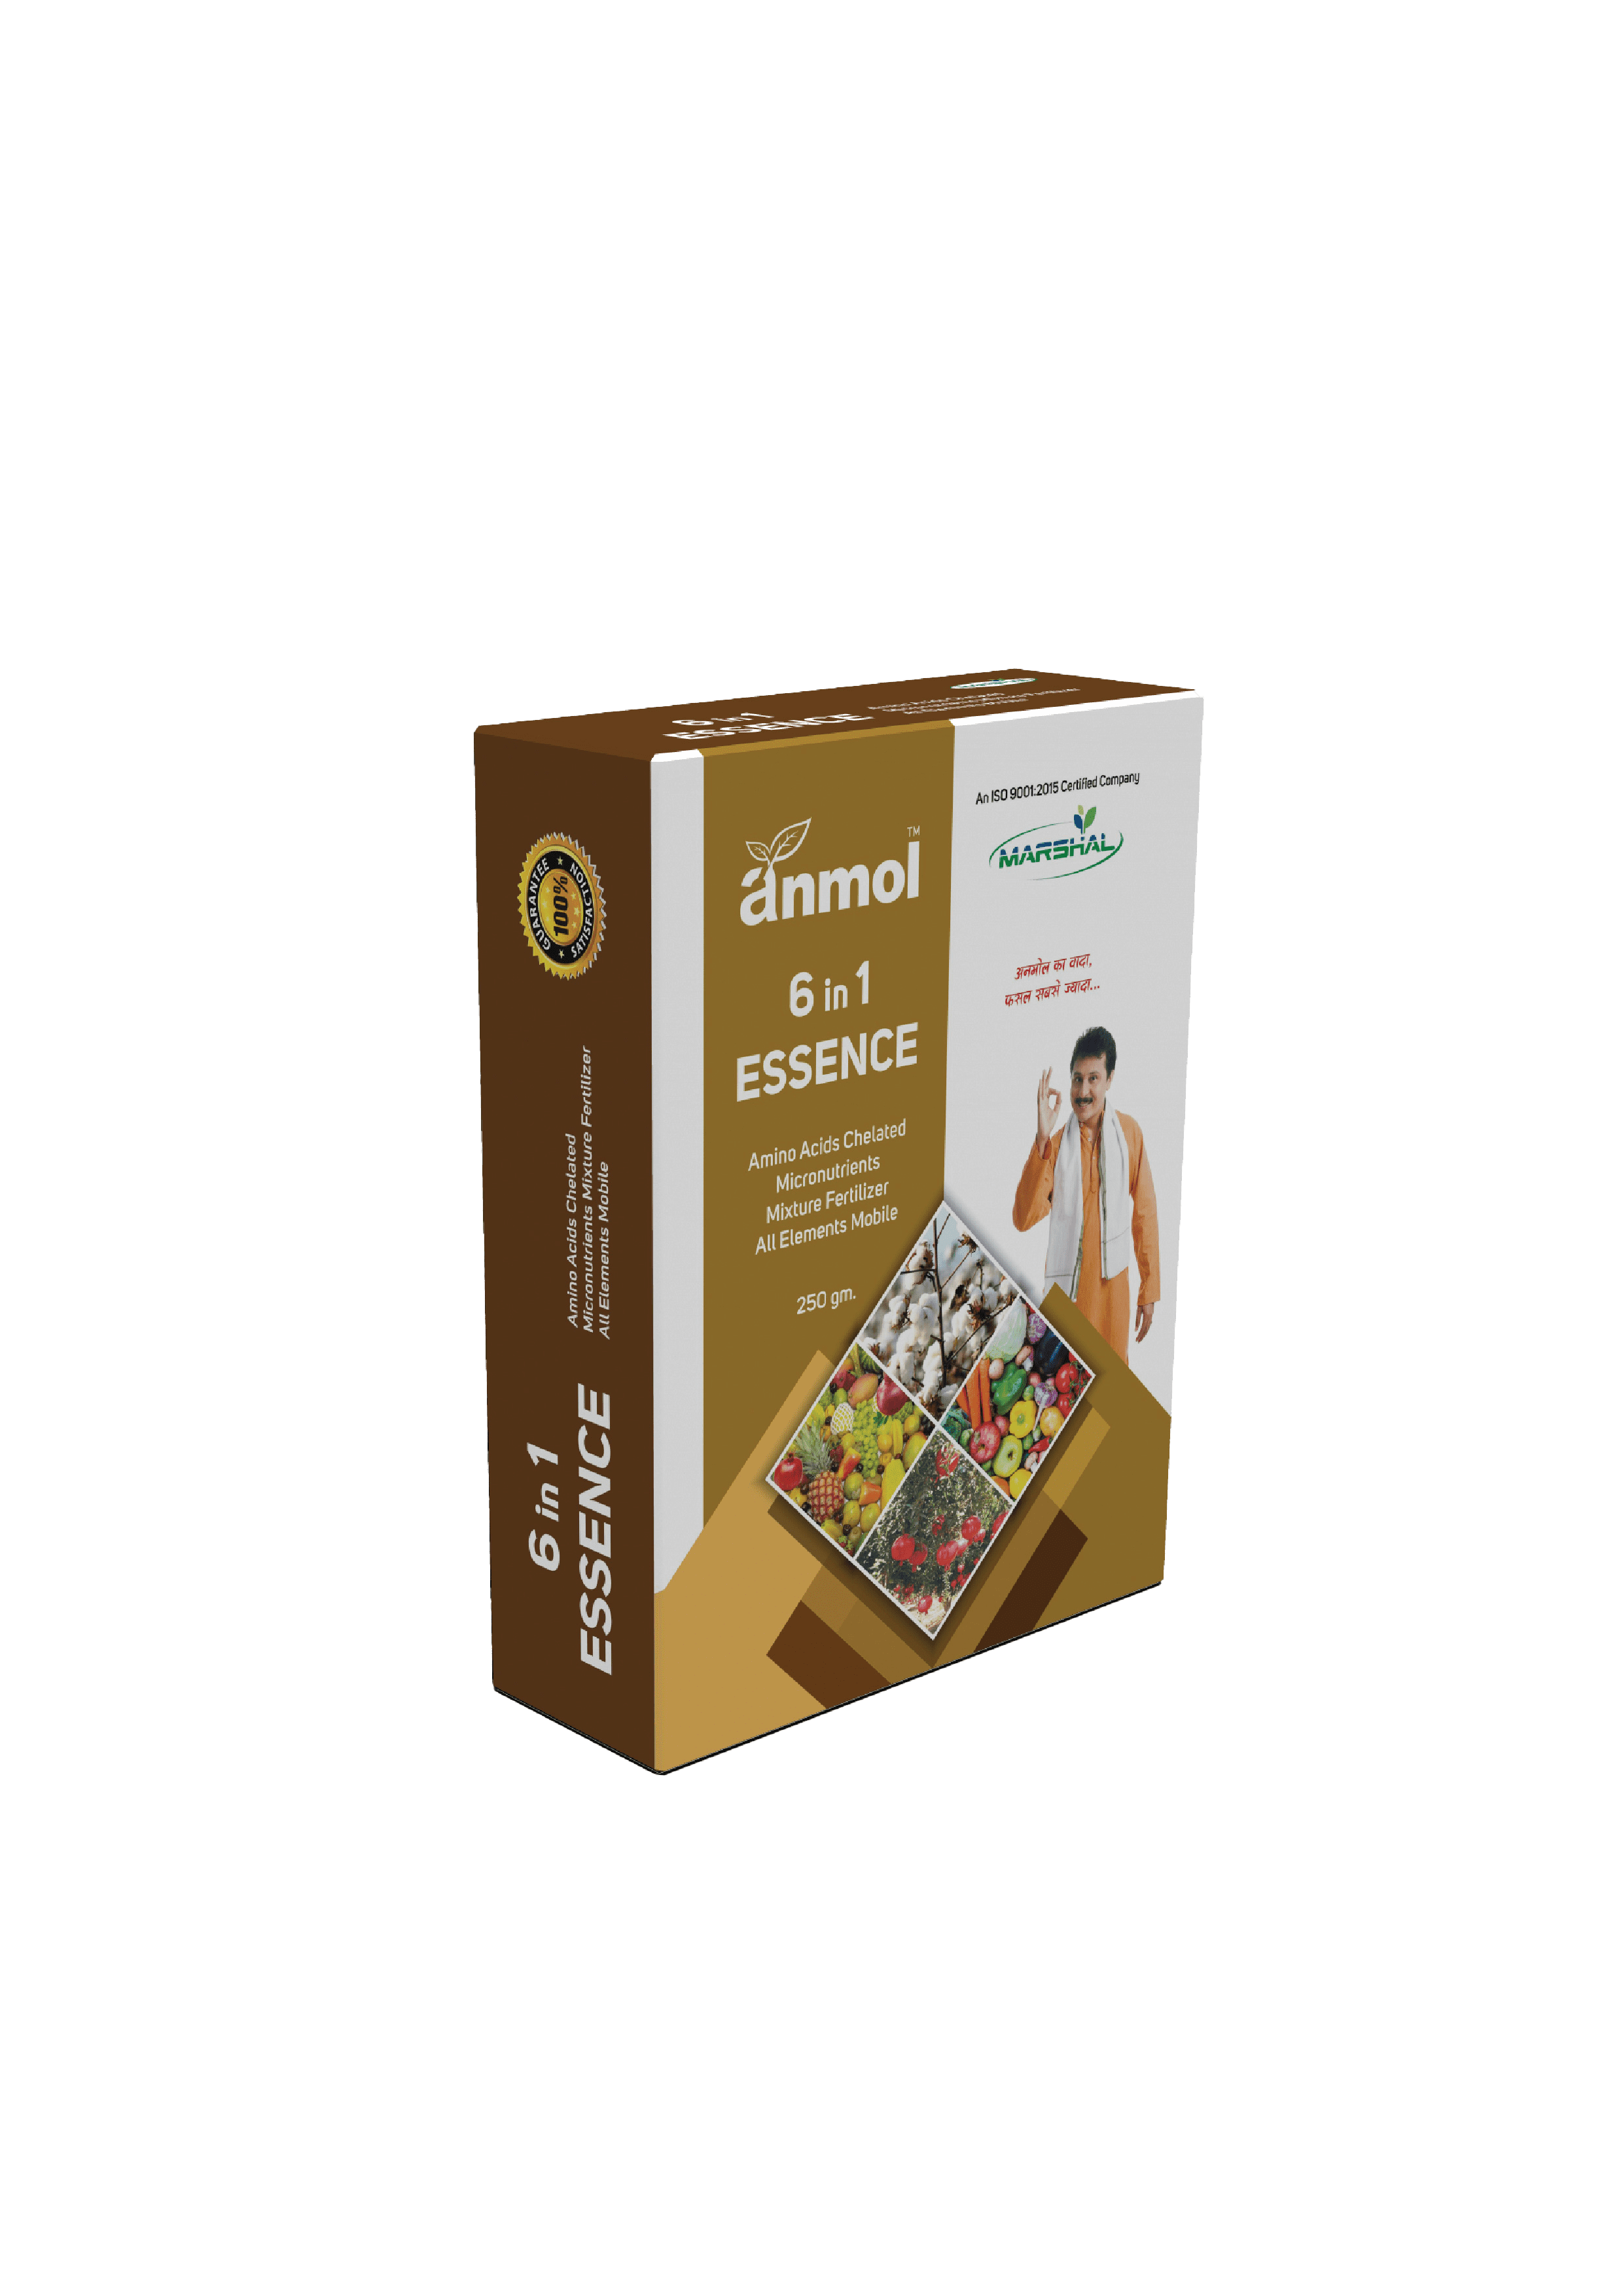 6 in 1
ESSENCE
MARSHAL
GUARANTEE
100%
SATISFACTION
6 in 1
ESSENCE
Amino Acids Chelated
Micronutrients Mixture Fertilizer
All Elements Mobile
anmol TM
6 in 1
ESSENCE
Amino Acids Chelated
Micronutrients
Mixture Fertilizer
All Elements Mobile
250 gm.
An ISO 9001:2015 Certified Company
MARSHAL
अनमोल का वादा,
फसल सबसे ज्यादा...